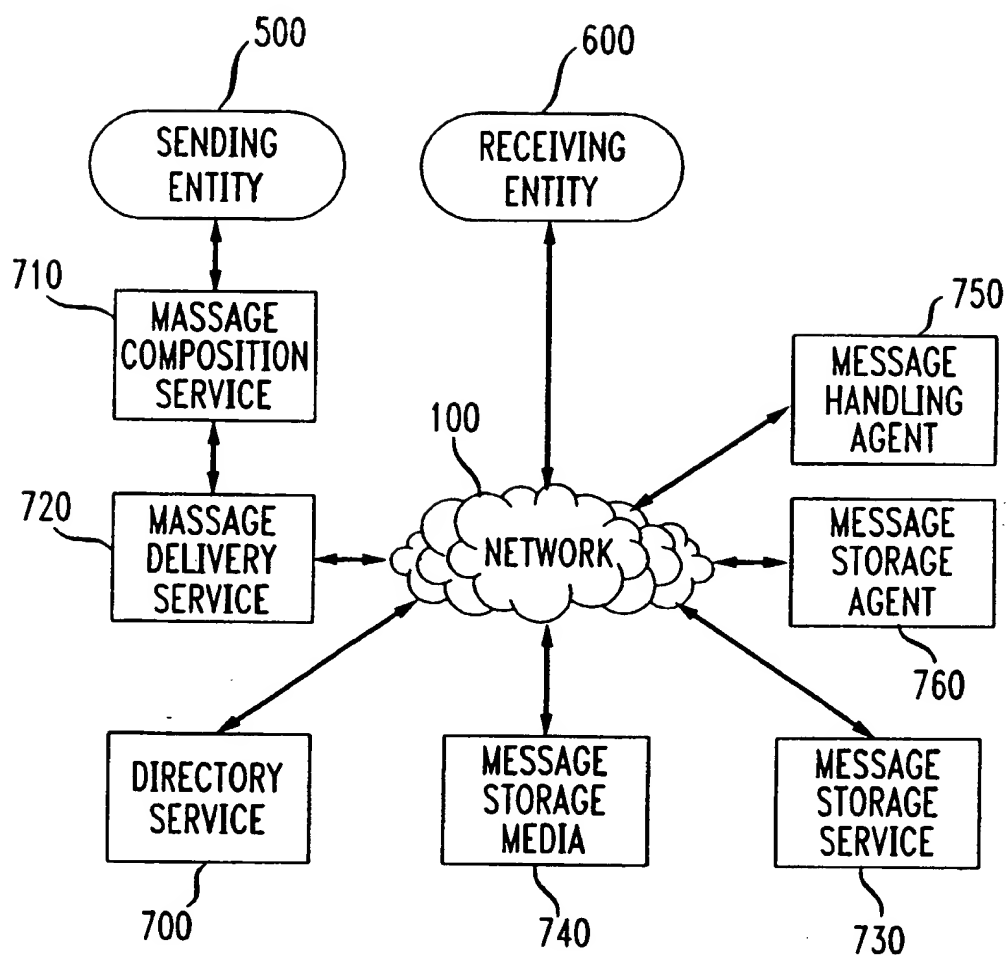 500
600
SENDING
ENTITY
RECEIVING
ENTITY
710
MASSAGE
COMPOSITION
SERVICE
750
MESSAGE
HANDLING
AGENT
100
720
MASSAGE
DELIVERY
SERVICE
NETWORK
MESSAGE
STORAGE
AGENT
760
DIRECTORY
SERVICE
700
MESSAGE
STORAGE
MEDIA
740
MESSAGE
STORAGE
SERVICE
730